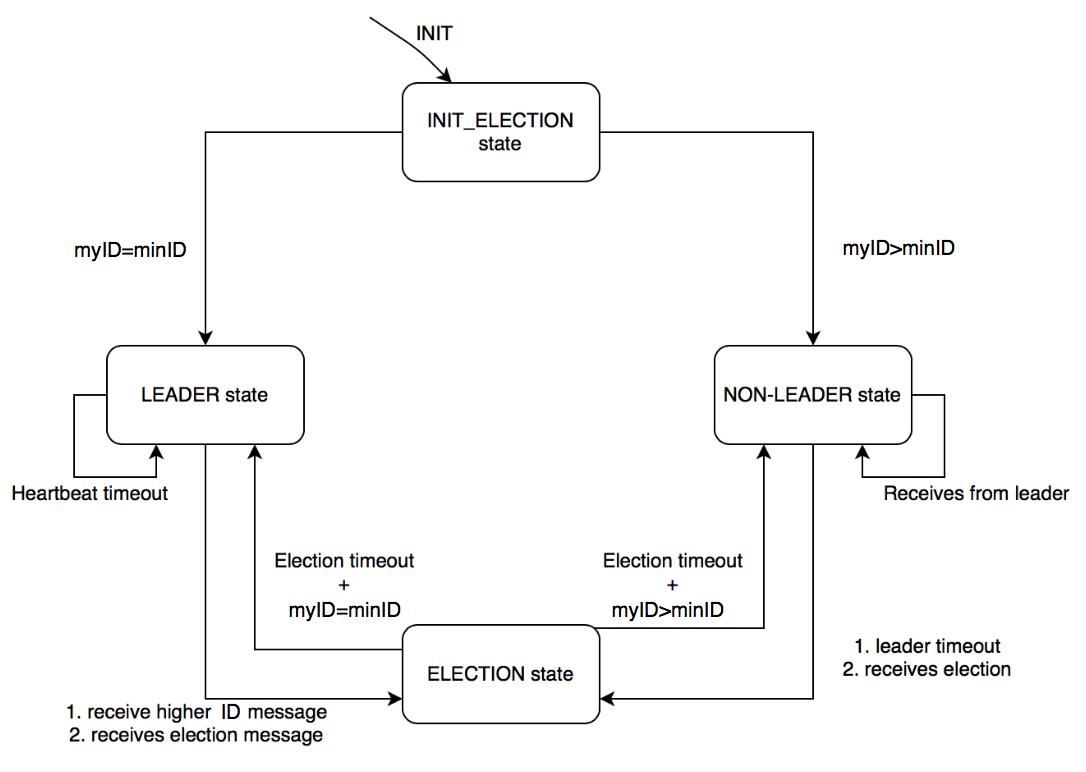 INIT
INIT_ELECTION
state
myID=minID
myID>minID
LEADER state
NON-LEADER state
Heartbeat timeout
Receives from leader
Election timeout
+
myID=minID
Election timeout
+
myID>minID
ELECTION state
1. leader timeout
2. receives election
1. receive higher ID message
2. receives election message